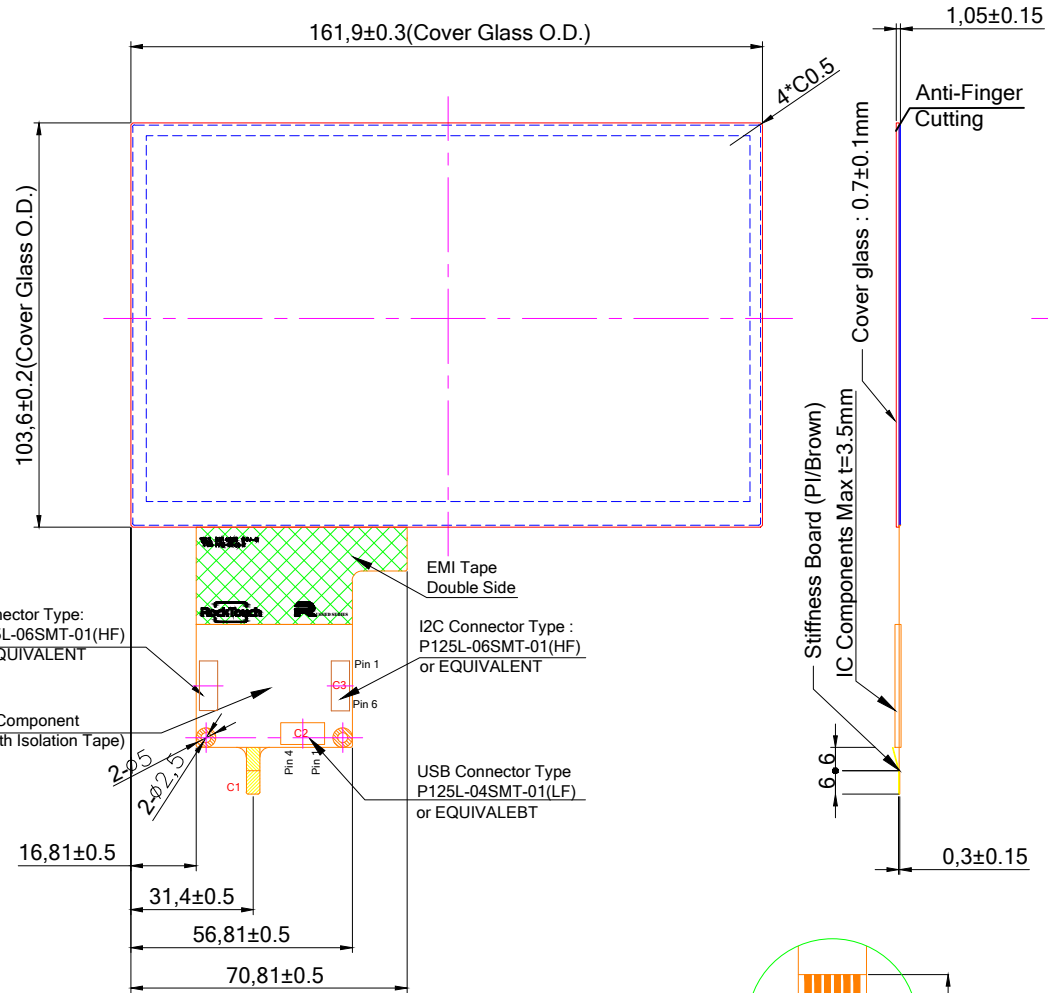 161,9±0.3(Cover Glass O.D.)
1,05±0.15
4*C0.5
Anti-Finger
Cutting
103,6±0.2(Cover Glass O.D.)
Cover glass : 0.7±0.1mm
Stiffness Board (PI/Brown)
IC Components Max t=3.5mm
EMI Tape
Double Side
RockTouch
nector Type:
5L-06SMT-01(HF)
QUIVALENT
I2C Connector Type :
P125L-06SMT-01(HF)
or EQUIVALENT
Pin 1
C3
Pin 6
Component
th Isolation Tape)
C2
2-ø5
2-ø2,5
Pin 4
Pin 1
C1
USB Connector Type
P125L-04SMT-01(LF)
or EQUIVALEBT
6
6
16,81±0.5
0,3±0.15
31,4±0.5
56,81±0.5
70,81±0.5